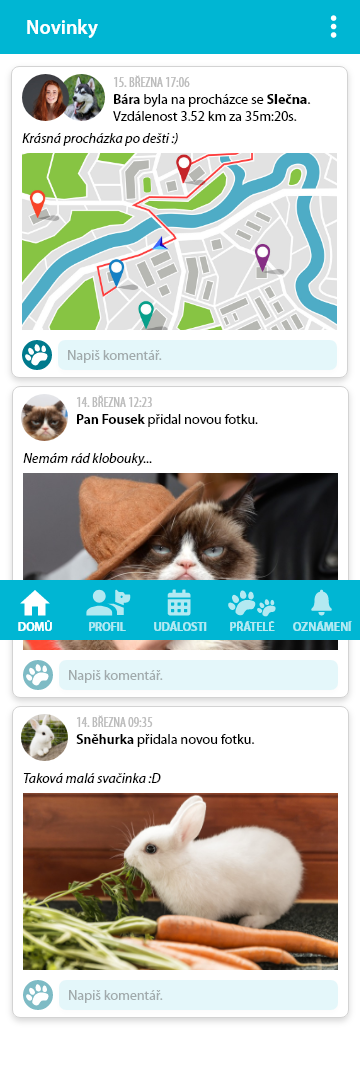 Novinky
15. BŘEZNA 17:06
Bára byla na procházce se Slečna.
Vzdálenost 3.52 km za 35m:20s.
Krásná procházka po dešti :)
Napiš komentář.
14. BŘEZNA 12:23
Pan Fousek přidal novou fotku.
Nemám rád klobouky...
DOMŮ PROFIL UDÁLOSTI PŘÁTELÉ OZNÁMENÍ
Napiš komentář.
14. BŘEZNA 09:35
Sněhurka přidala novou fotku.
Taková malá svačinka :D
Napiš komentář.